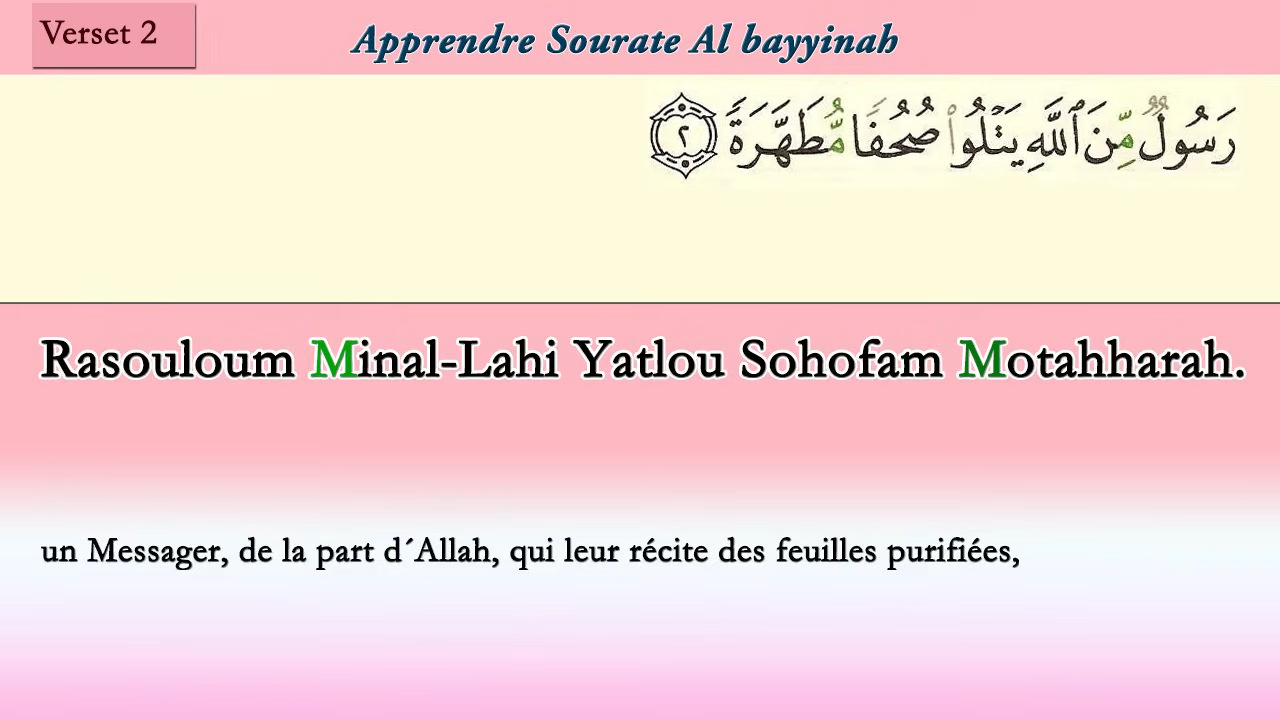 Verset 2
Apprendre Sourate Al bayyinah
رَسُولٌ مِّنَ ٱللَّهِ يَتْلُوا۟ صُحُفًا مُّطَهَّرَةً ٢
Rasouloum Minal-Lahi Yatlou Sohofam Motahharah.
un Messager, de la part d´Allah, qui leur récite des feuilles purifiées,